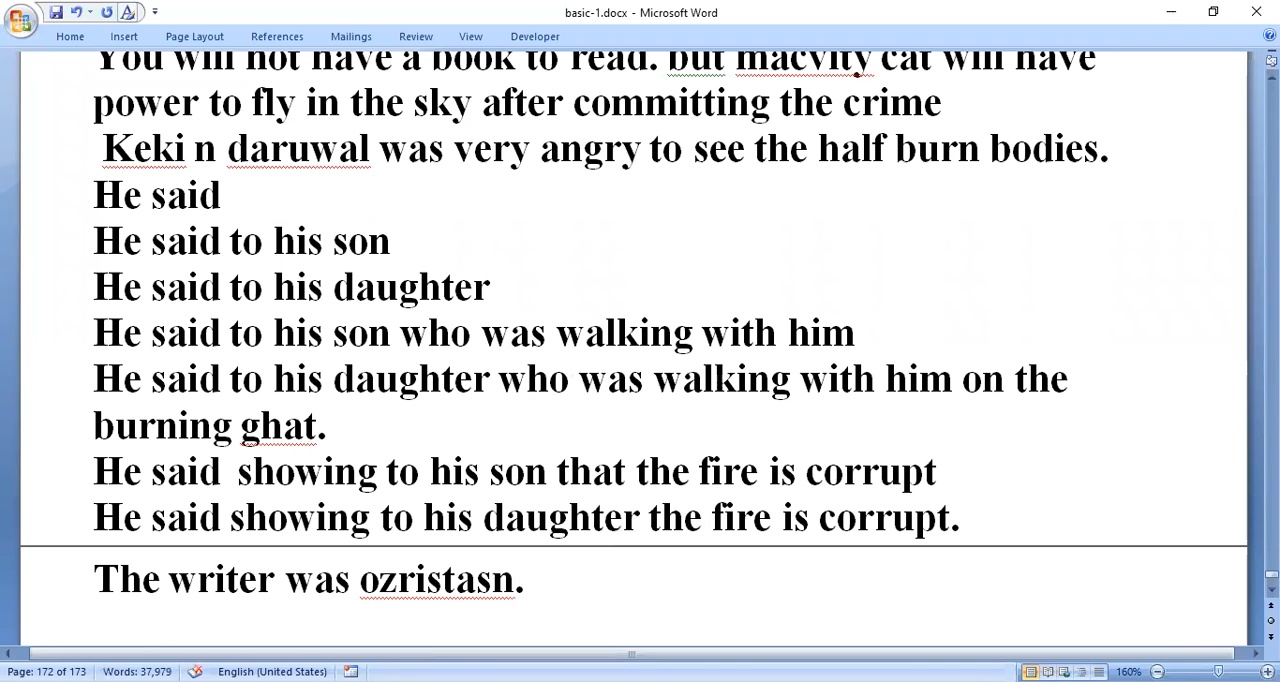 basic-1.docx - Microsoft Word
Home Insert Page Layout References Mailings Review View Developer
You will not have a book to read. but macvity cat will have
power to fly in the sky after committing the crime
Keki n daruwal was very angry to see the half burn bodies.
He said
He said to his son
He said to his daughter
He said to his son who was walking with him
He said to his daughter who was walking with him on the
burning ghat.
He said showing to his son that the fire is corrupt
He said showing to his daughter the fire is corrupt.
The writer was ozristasn.
Page: 172 of 173 Words: 37,979 English (United States) 160%